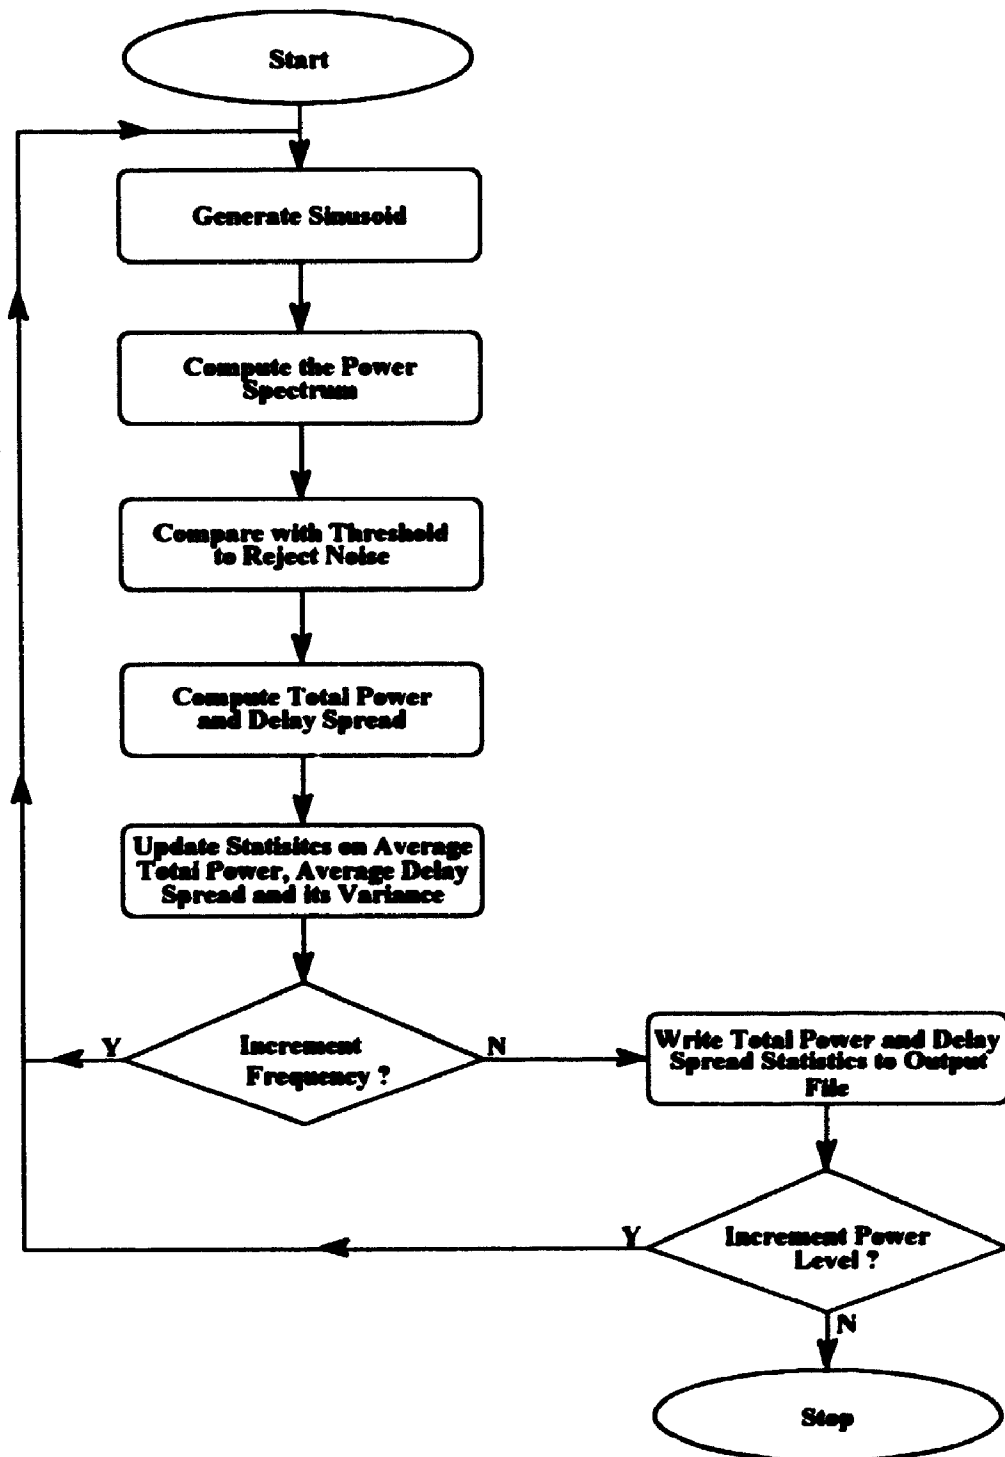 Start
Generate Sinusoid
Compute the Power
Spectrum
Compare with Threshold
to Reject Noise
Compute Total Power
and Delay Spread
Update Statisitcs on Average
Total Power, Average Delay
Spread and its Variance
Y
Increment
Frequency ?
N
Write Total Power and Delay
Spread Statistics to Output
File
Y
Increment Power
Level ?
N
Stop